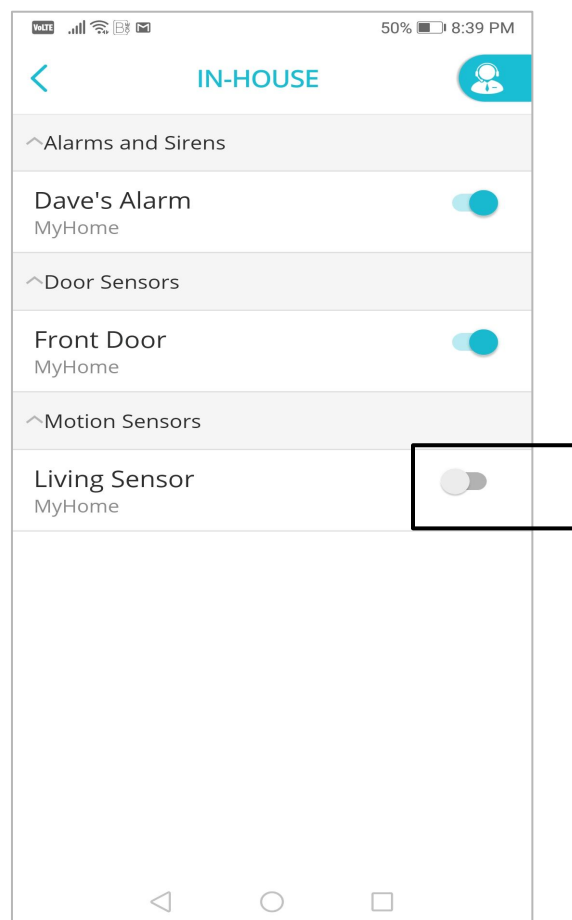 VoLTE 50% 8:39 PM
IN-HOUSE
Alarms and Sirens
Dave's Alarm
MyHome
Door Sensors
Front Door
MyHome
Motion Sensors
Living Sensor
MyHome